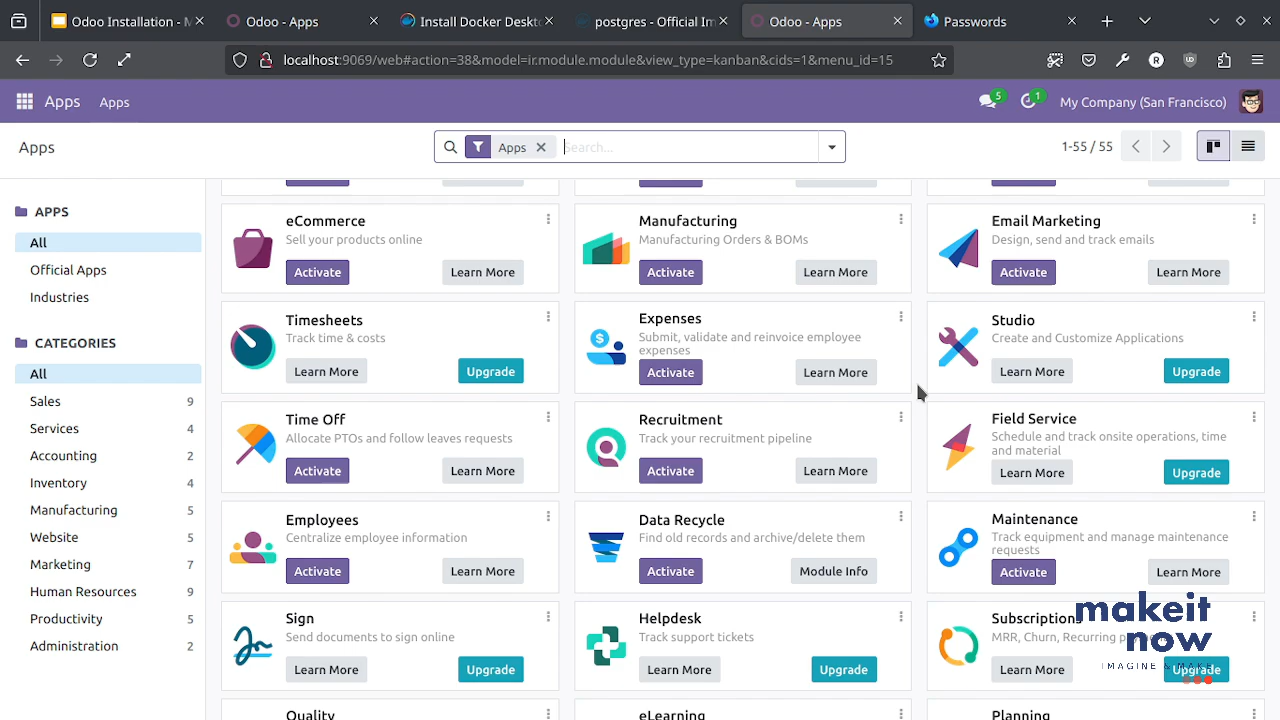 Odoo Installation - M
Odoo - Apps
Install Docker Deskto
postgres - Official Im
Odoo - Apps
Passwords
localhost:9069/web#action=38&model=ir.module.module&view_type=kanban&cids=1&menu_id=15
Apps
Apps
5
1
My Company (San Francisco)
Apps
Apps
Search...
1-55 / 55
APPS
All
Official Apps
Industries
CATEGORIES
All
Sales 9
Services 4
Accounting 2
Inventory 4
Manufacturing 5
Website 5
Marketing 7
Human Resources 9
Productivity 5
Administration 2
eCommerce
Sell your products online
Activate
Learn More
Manufacturing
Manufacturing Orders & BOMs
Activate
Learn More
Email Marketing
Design, send and track emails
Activate
Learn More
Timesheets
Track time & costs
Learn More
Upgrade
Expenses
Submit, validate and reinvoice employee
expenses
Activate
Learn More
Studio
Create and Customize Applications
Learn More
Upgrade
Time Off
Allocate PTOs and follow leaves requests
Activate
Learn More
Recruitment
Track your recruitment pipeline
Activate
Learn More
Field Service
Schedule and track onsite operations, time
and material
Learn More
Upgrade
Employees
Centralize employee information
Activate
Learn More
Data Recycle
Find old records and archive/delete them
Activate
Module Info
Maintenance
Track equipment and manage maintenance
requests
Activate
Learn More
Sign
Send documents to sign online
Learn More
Upgrade
Helpdesk
Track support tickets
Learn More
Upgrade
Subscriptions
MRR, Churn, Recurring
Learn More
Upgrade
Quality
eLearning
Planning
makeit
now
IMAGINE & MAKE